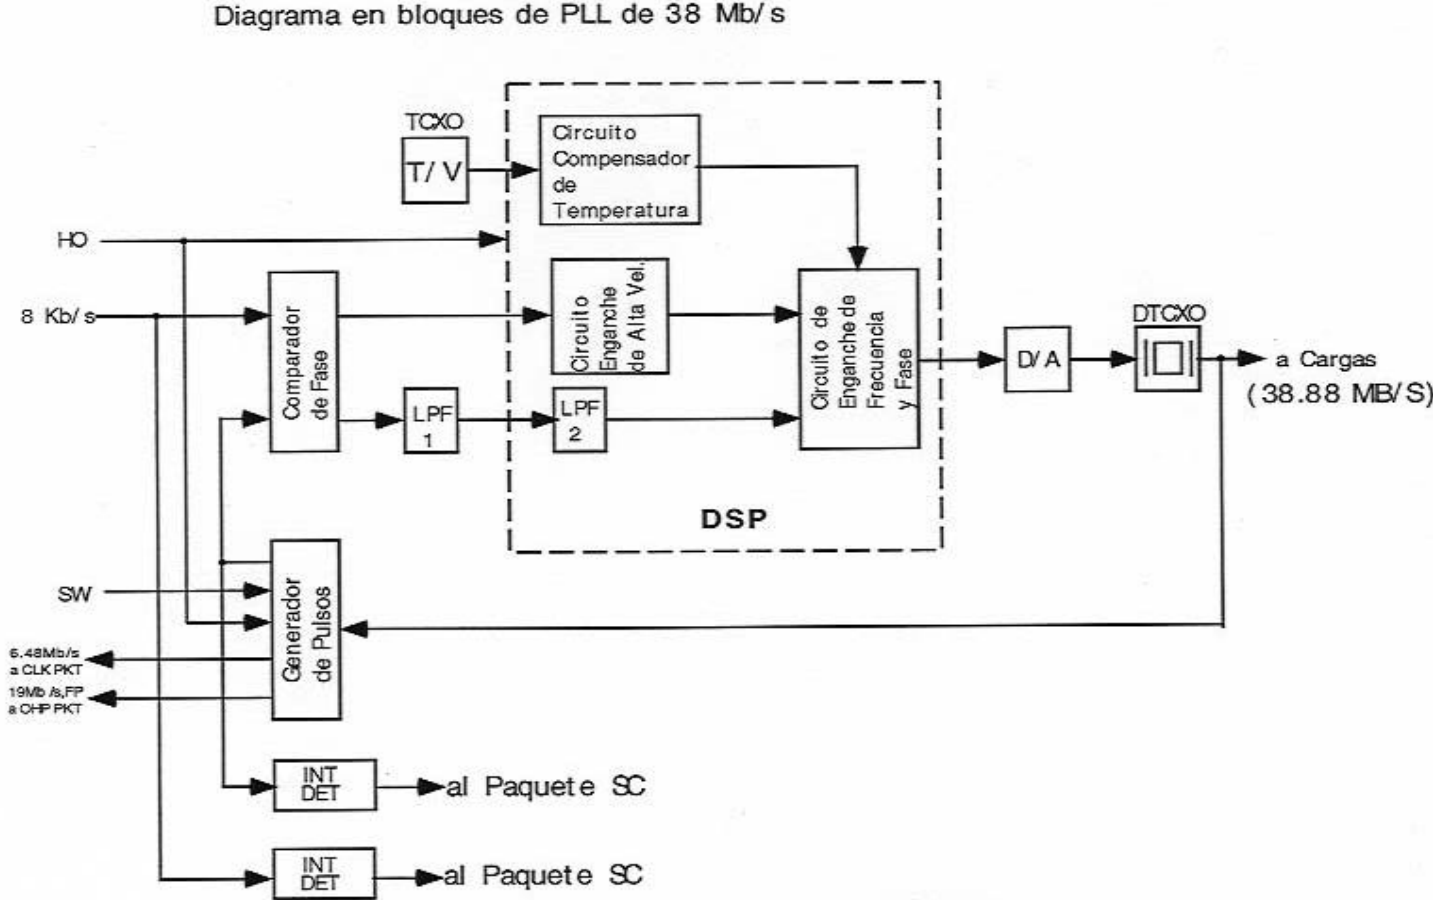 Diagrama en bloques de PLL de 38 Mb/s
TCXO
T/V
Circuito
Compensador
de
Temperatura
HO
8 Kb/s
Comparador
de Fase
Circuito
Enganche
de Alta Vel.
Circuito de
Enganche de
Frecuencia
y Fase
DTCXO
D/A
a Cargas
(38.88 MB/S)
LPF
1
LPF
2
DSP
SW
Generador
de Pulsos
6.48Mb/s
a CLK PKT
19Mb/s,FP
a OHP PKT
INT
DET
al Paquete SC
INT
DET
al Paquete SC